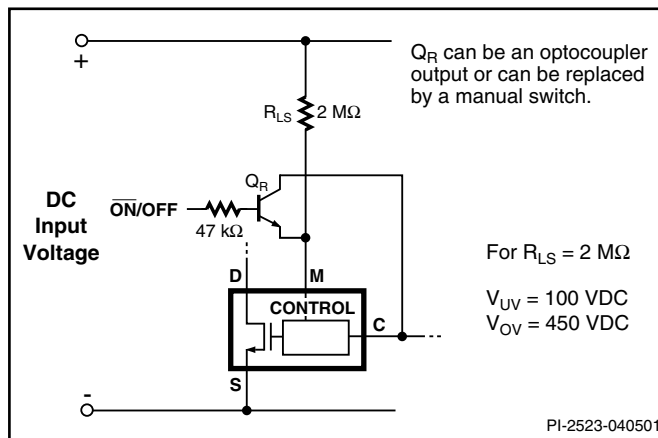 +
Q_R can be an optocoupler
output or can be replaced
by a manual switch.
R_LS
2 MΩ
Q_R
DC
Input
Voltage
O̅N̅/OFF
47 kΩ
For R_LS = 2 MΩ
V_UV = 100 VDC
V_OV = 450 VDC
D
M
CONTROL
C
S
-
PI-2523-040501